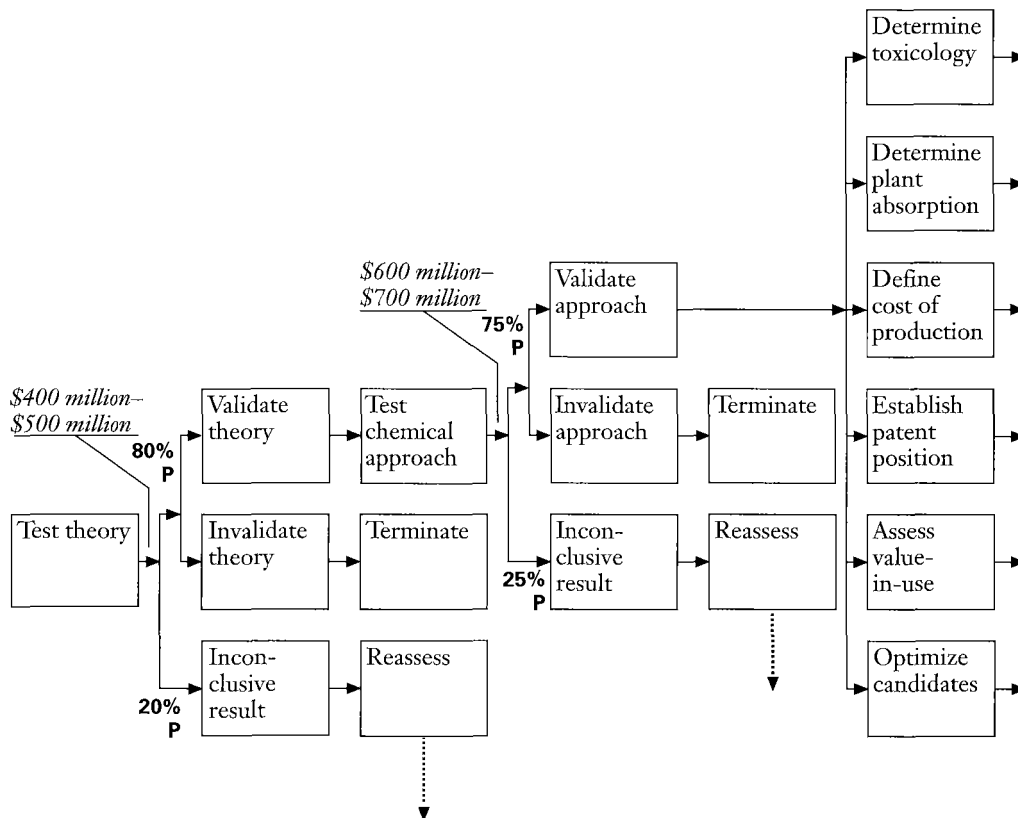 Determine
toxicology
Determine
plant
absorption
$600 million–
$700 million
75%
P
Validate
approach
Define
cost of
production
$400 million–
$500 million
80%
P
Validate
theory
Test
chemical
approach
Invalidate
approach
Terminate
Establish
patent
position
Test theory
Invalidate
theory
Terminate
25%
P
Incon-
clusive
result
Reassess
Assess
value-
in-use
20%
P
Incon-
clusive
result
Reassess
Optimize
candidates